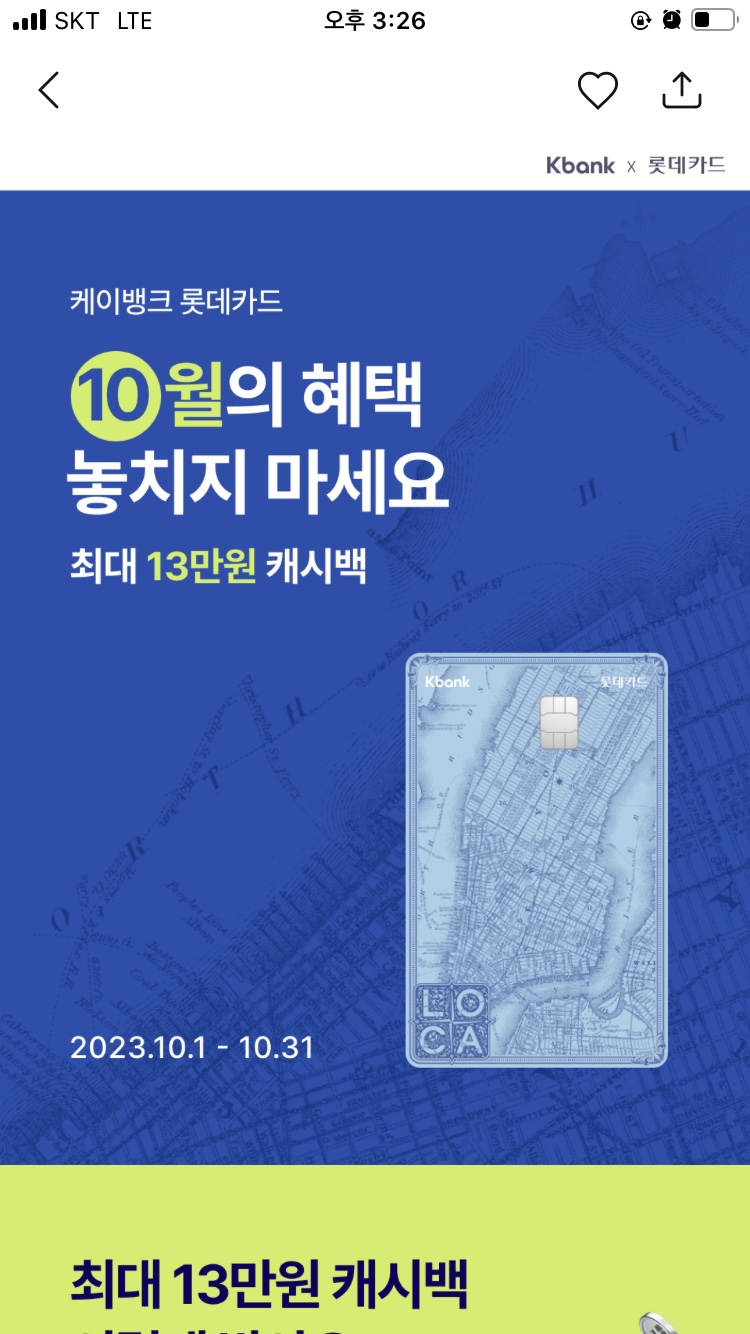 SKT LTE 오후 3:26
Kbank x 롯데카드
케이뱅크 롯데카드
10월의 혜택
놓치지 마세요
최대 13만원 캐시백
Kbank 롯데카드
LO
CA
2023.10.1 - 10.31
최대 13만원 캐시백